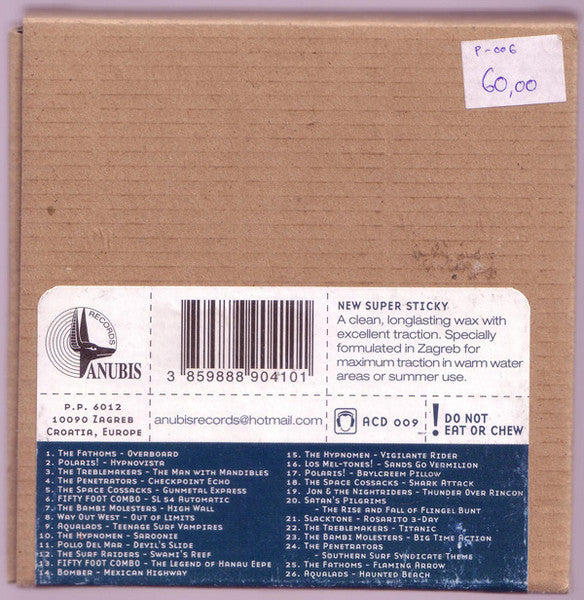 P-006
60,00
RECORDS
ANUBIS
3 859888 904101
NEW SUPER STICKY
A clean, longlasting wax with
excellent traction. Specially
formulated in Zagreb for
maximum traction in warm water
areas or summer use.
P.P. 6012
10090 Zagreb
Croatia, Europe
anubisrecords@hotmail.com
ACD 009
! DO NOT
EAT OR CHEW
1. The Fathoms - Overboard
2. Polaris! - Hypnovista
3. The Treblemakers - The Man with Mandibles
4. The Penetrators - Checkpoint Echo
5. The Space Cossacks - Gunmetal Express
6. Fifty Foot Combo - SL 54 Automatic
7. The Bambi Molesters - High Wall
8. Way Out West - Out of Limits
9. Aqualads - Teenage Surf Vampires
10. The Hypnomen - Saroonie
11. Pollo Del Mar - Devil's Slide
12. The Surf Raiders - Swami's Reef
13. Fifty Foot Combo - The Legend of Hanau Eepe
14. Bomber - Mexican Highway
15. The Hypnomen - Vigilante Rider
16. Los Mel-tones! - Sands Go Vermilion
17. Polaris! - Brylcreem Pillow
18. The Space Cossacks - Shark Attack
19. Jon & the Nightriders - Thunder Over Rincon
20. Satan's Pilgrims
- The Rise and Fall of Flingel Bunt
21. Slacktone - Rosarito 3-Day
22. The Treblemakers - Titanic
23. The Bambi Molesters - Big Time Action
24. The Penetrators
- Southern Surf Syndicate Theme
25. The Fathoms - Flaming Arrow
26. Aqualads - Haunted Beach